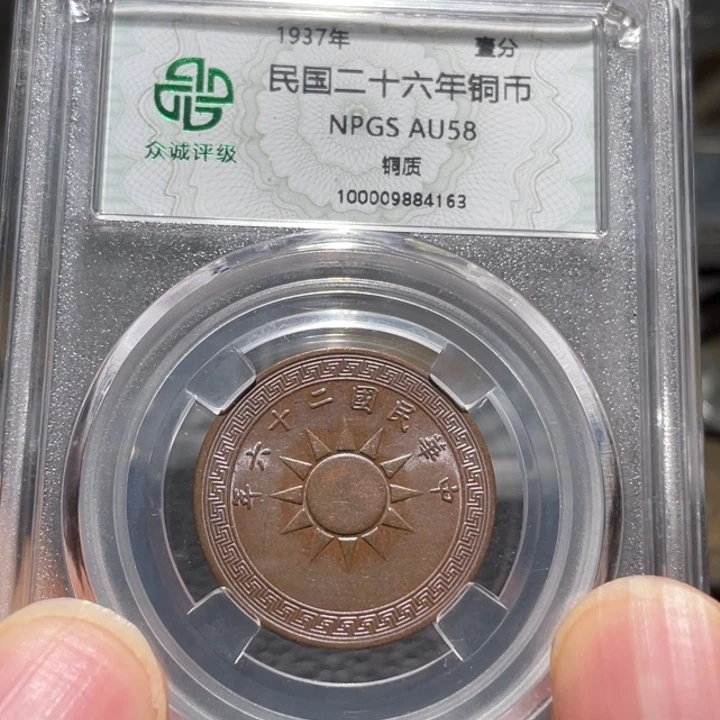 1937年 壹分
民国二十六年铜币
NPGS AU58
众诚评级
铜质
100009884163
中華民國二十六年